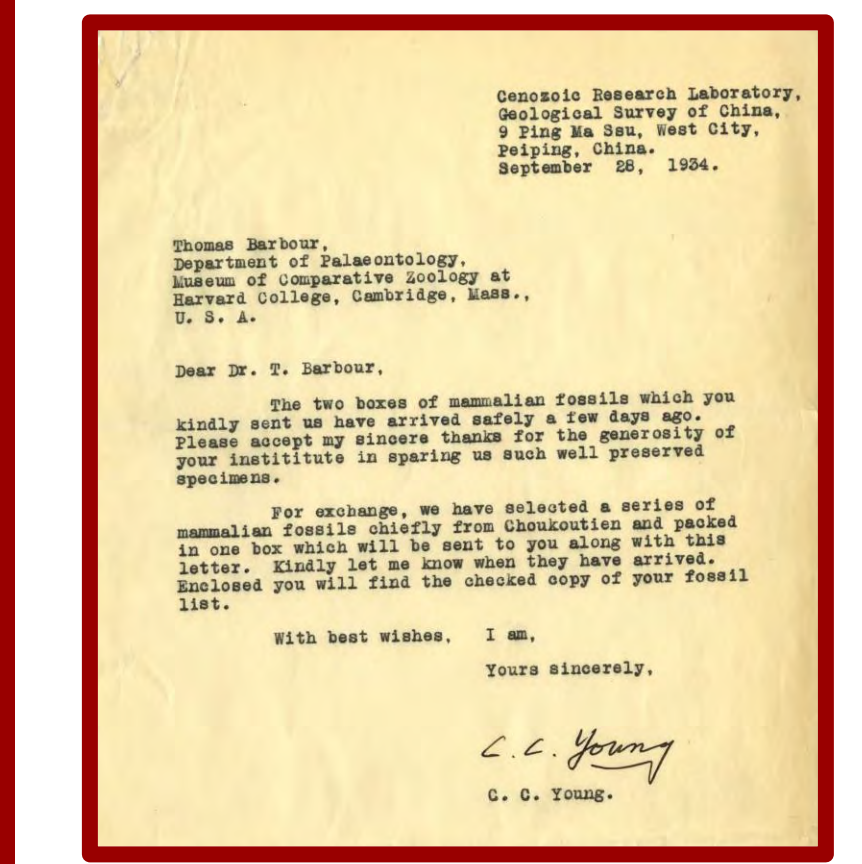 Cenozoic Research Laboratory,
Geological Survey of China,
9 Ping Ma Ssu, West City,
Peiping, China.
September 28, 1934.
Thomas Barbour,
Department of Palaeontology,
Museum of Comparative Zoology at
Harvard College, Cambridge, Mass.,
U. S. A.
Dear Dr. T. Barbour,
The two boxes of mammalian fossils which you
kindly sent us have arrived safely a few days ago.
Please accept my sincere thanks for the generosity of
your instititute in sparing us such well preserved
specimens.
For exchange, we have selected a series of
mammalian fossils chiefly from Choukoutien and packed
in one box which will be sent to you along with this
letter. Kindly let me know when they have arrived.
Enclosed you will find the checked copy of your fossil
list.
With best wishes, I am,
Yours sincerely,
C. C. Young
C. C. Young.